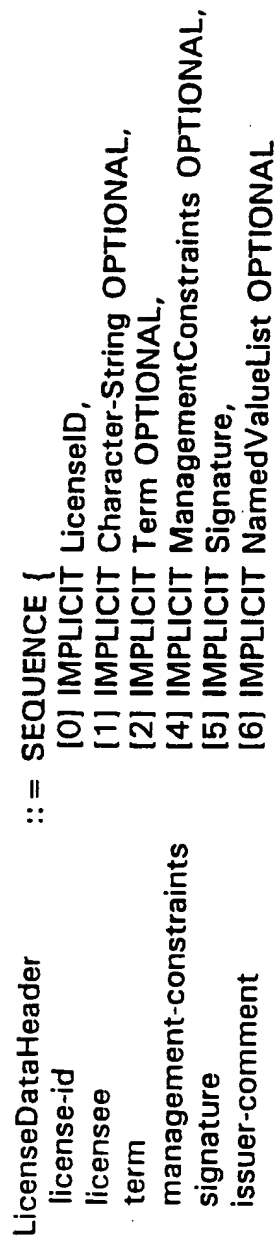 LicenseDataHeader ::= SEQUENCE {
license-id [0] IMPLICIT LicenseID,
licensee [1] IMPLICIT Character-String OPTIONAL,
term [2] IMPLICIT Term OPTIONAL,
management-constraints [4] IMPLICIT ManagementConstraints OPTIONAL,
signature [5] IMPLICIT Signature,
issuer-comment [6] IMPLICIT NamedValueList OPTIONAL